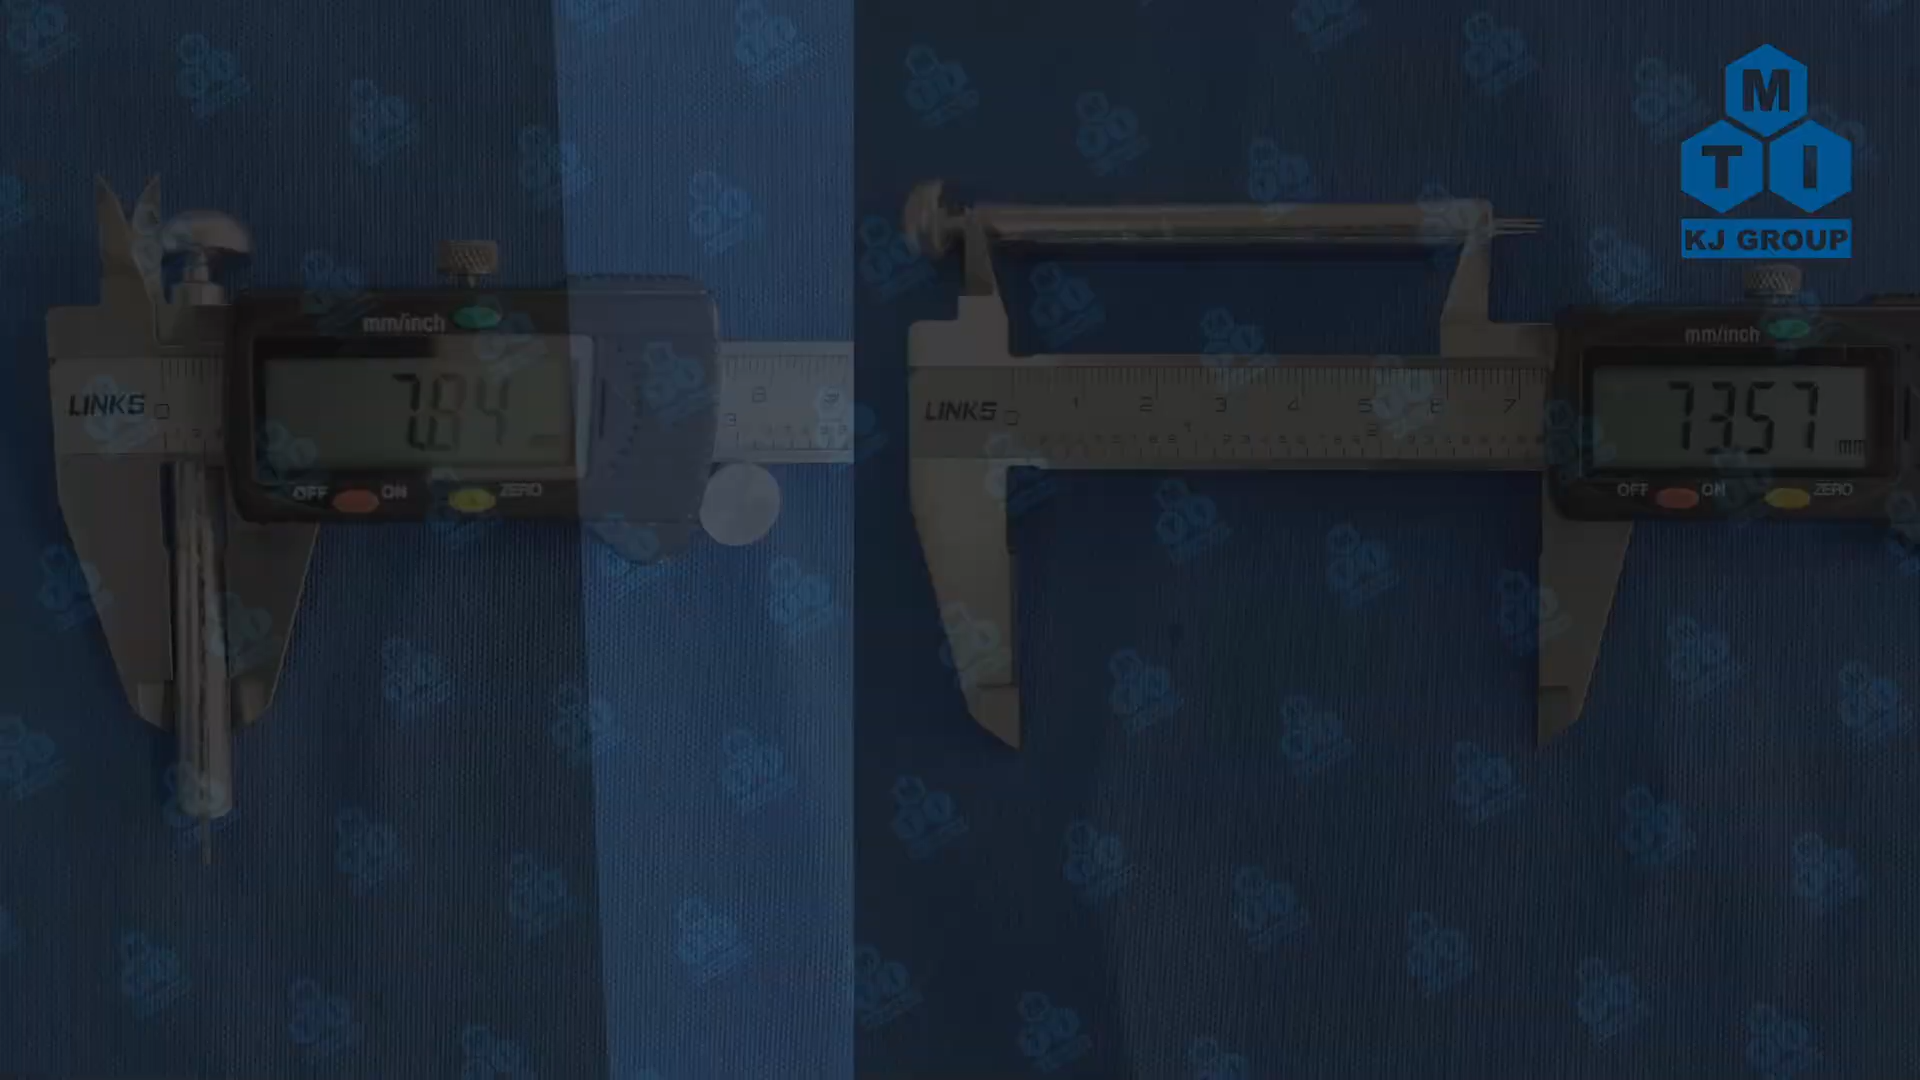 M
TI
KJ GROUP
mm/inch
7.84
LINKS
OFF ON ZERO
mm/inch
73.57
mm
LINKS
1 2 3 4 5 6 7
OFF ON ZERO